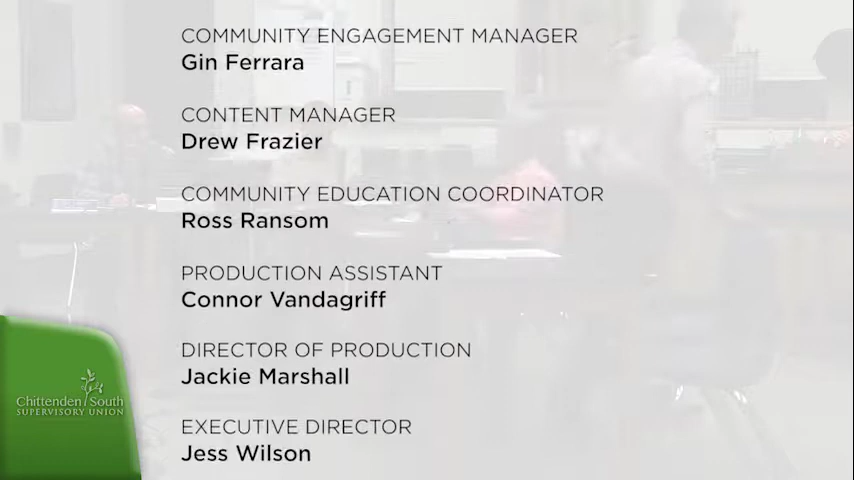 COMMUNITY ENGAGEMENT MANAGER
Gin Ferrara
CONTENT MANAGER
Drew Frazier
COMMUNITY EDUCATION COORDINATOR
Ross Ransom
PRODUCTION ASSISTANT
Connor Vandagriff
DIRECTOR OF PRODUCTION
Jackie Marshall
EXECUTIVE DIRECTOR
Jess Wilson
Chittenden South
SUPERVISORY UNION